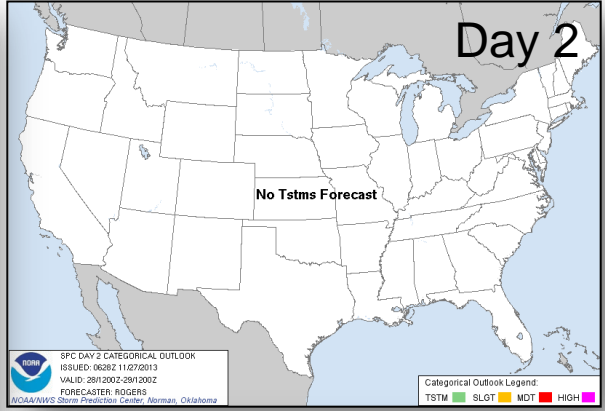 Day 2
No Tstms Forecast
NOAA
SPC DAY 2 CATEGORICAL OUTLOOK
ISSUED: 0628Z 11/27/2013
VALID: 28/1200Z-29/1200Z
FORECASTER: ROGERS
NOAA/NWS Storm Prediction Center, Norman, Oklahoma
Categorical Outlook Legend:
TSTM SLGT MDT HIGH